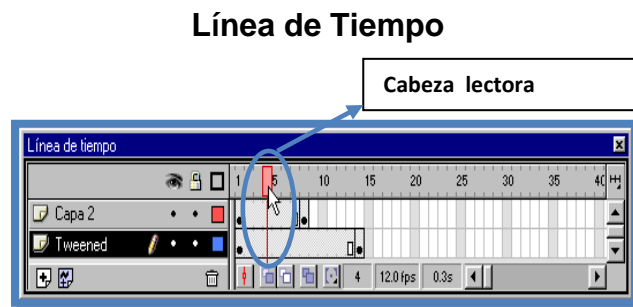 Línea de Tiempo
Cabeza lectora
Línea de tiempo
1 5 10 15 20 25 30 35 40
Capa 2
Tweened
4 12.0 fps 0.3s